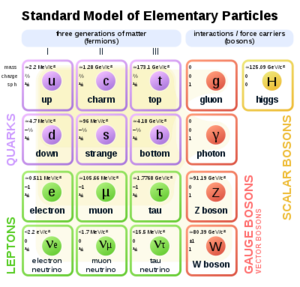 Standard Model of Elementary Particles
three generations of matter
(fermions)
interactions / force carriers
(bosons)
I II III
mass ≈2.2 MeV/c² ≈1.28 GeV/c² ≈173.1 GeV/c² 0 ≈125.09 GeV/c²
charge ⅔ ⅔ ⅔ 0 0
spin ½ ½ ½ 1 0
u c t g H
up charm top gluon higgs
≈4.7 MeV/c² ≈96 MeV/c² ≈4.18 GeV/c² 0
−⅓ −⅓ −⅓ 0
½ ½ ½ 1
d s b γ
down strange bottom photon
≈0.511 MeV/c² ≈105.66 MeV/c² ≈1.7768 GeV/c² ≈91.19 GeV/c²
−1 −1 −1 0
½ ½ ½ 1
e μ τ Z
electron muon tau Z boson
<2.2 eV/c² <1.7 MeV/c² <15.5 MeV/c² ≈80.39 GeV/c²
0 0 0 ±1
½ ½ ½ 1
νe νμ ντ W
electron neutrino
muon neutrino
tau neutrino
W boson
QUARKS
LEPTONS
GAUGE BOSONS
VECTOR BOSONS
SCALAR BOSONS